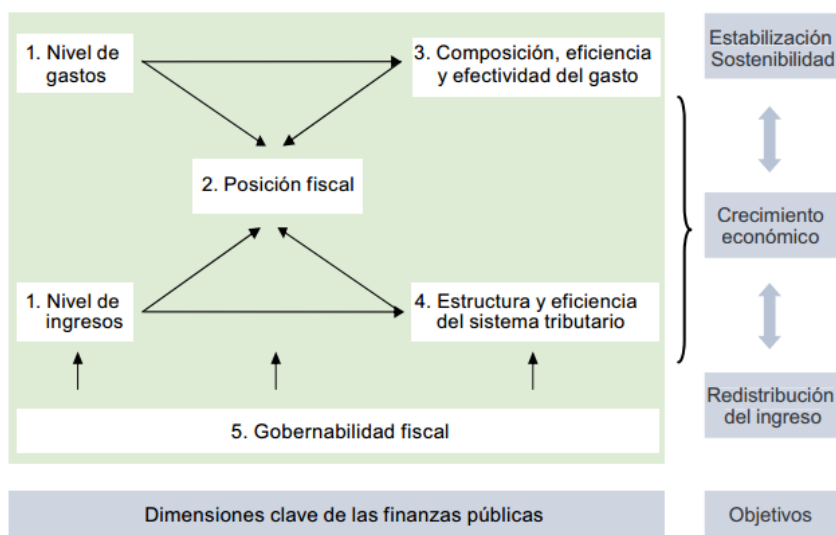 1. Nivel de
gastos
3. Composición, eficiencia
y efectividad del gasto
2. Posición fiscal
1. Nivel de
ingresos
4. Estructura y eficiencia
del sistema tributario
5. Gobernabilidad fiscal
Dimensiones clave de las finanzas públicas
Estabilización
Sostenibilidad
Crecimiento
económico
Redistribución
del ingreso
Objetivos